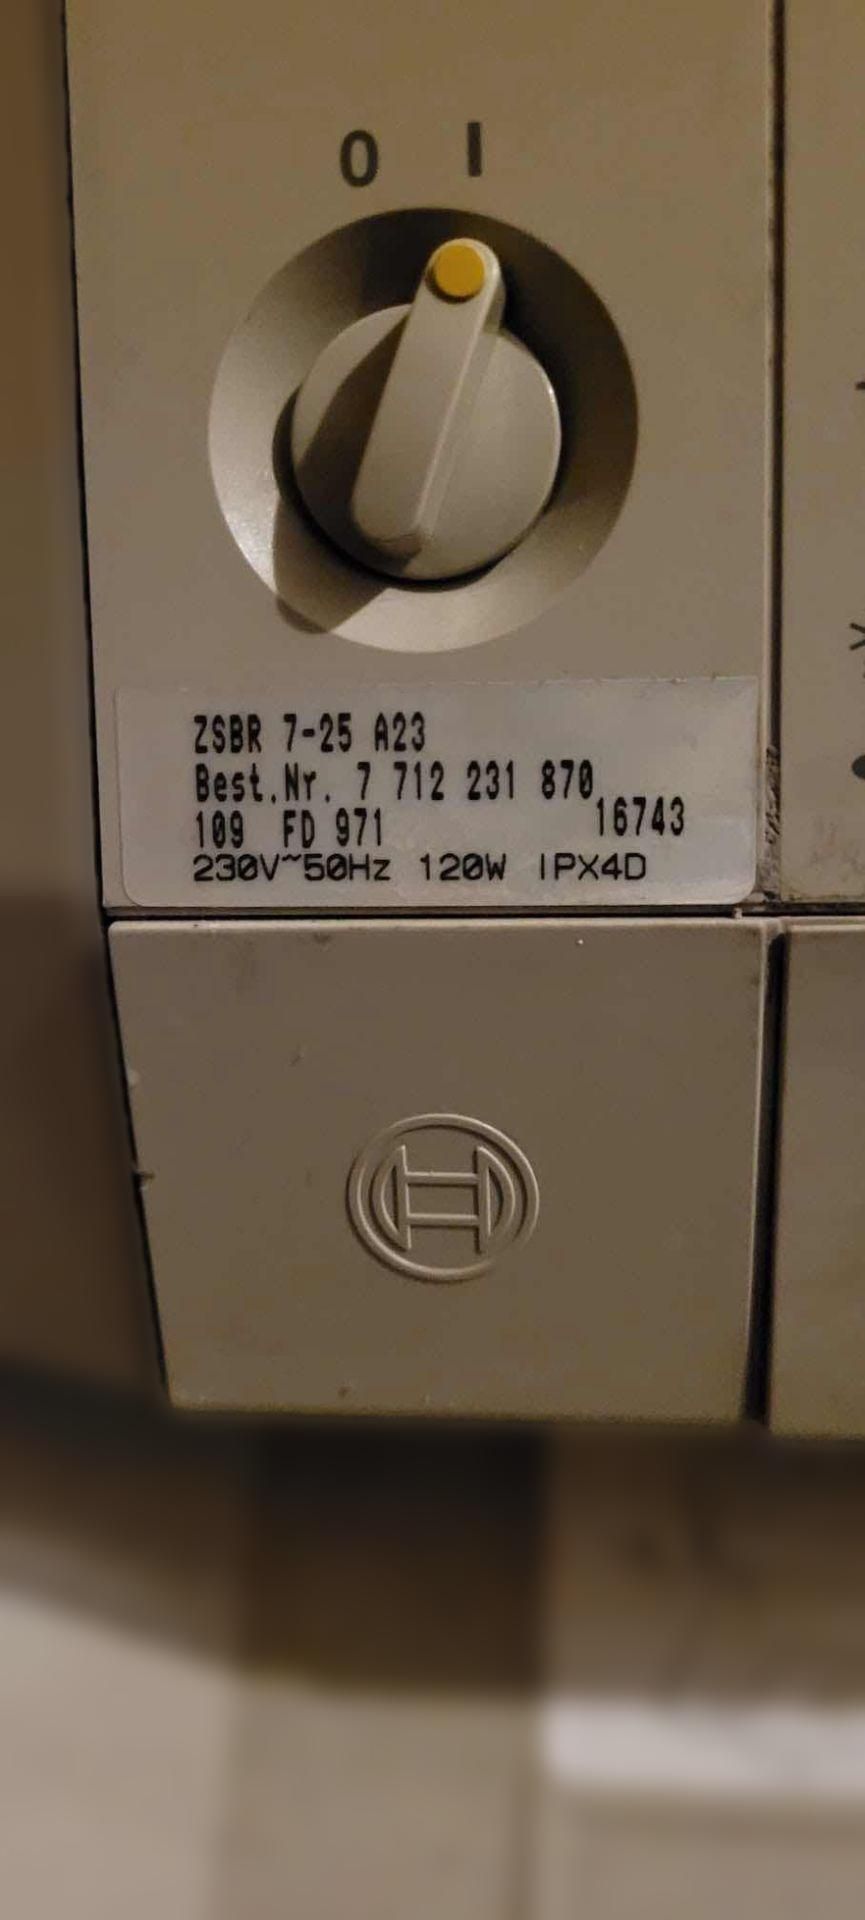 0 I
ZSBR 7-25 A23
Best.Nr. 7 712 231 870
109 FD 971 16743
230V~50Hz 120W IPX4D